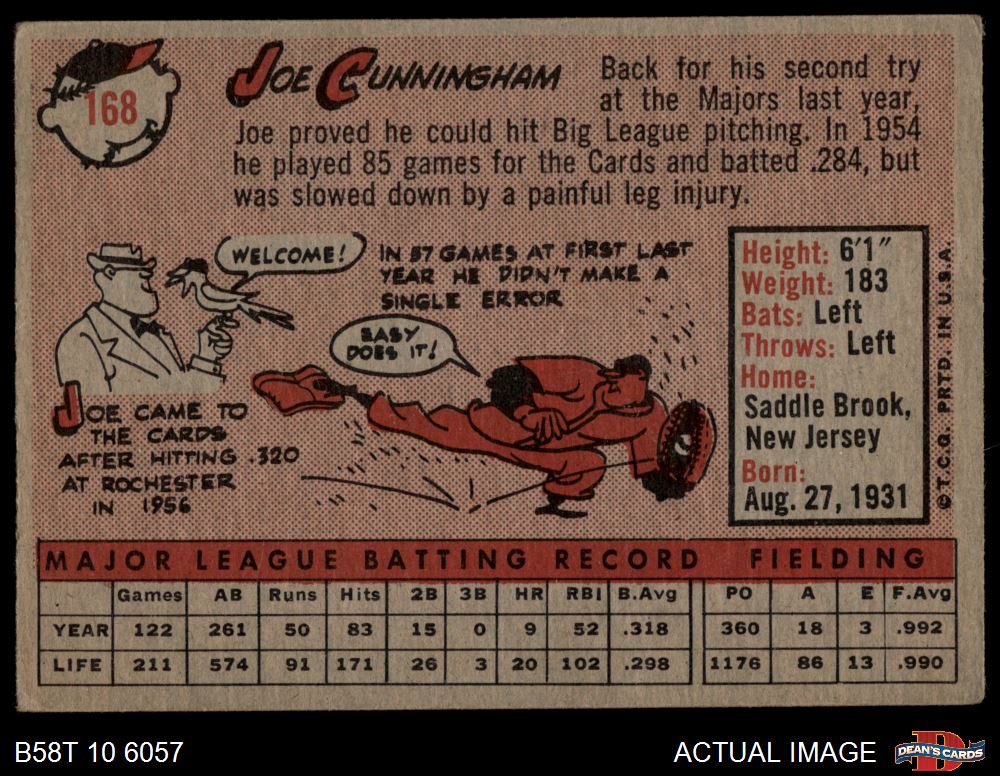 168
JOE CUNNINGHAM
Back for his second try
at the Majors last year,
Joe proved he could hit Big League pitching. In 1954
he played 85 games for the Cards and batted .284, but
was slowed down by a painful leg injury.
WELCOME!
IN 57 GAMES AT FIRST LAST
YEAR HE DIDN'T MAKE A
SINGLE ERROR
EASY
DOES IT!
JOE CAME TO
THE CARDS
AFTER HITTING .320
AT ROCHESTER
IN 1956
Height: 6'1"
Weight: 183
Bats: Left
Throws: Left
Home:
Saddle Brook,
New Jersey
Born:
Aug. 27, 1931
© T.C.G. PRTD. IN U.S.A.
MAJOR LEAGUE BATTING RECORD FIELDING
Games AB Runs Hits 2B 3B HR RBI B.Avg PO A E F.Avg
YEAR 122 261 50 83 15 0 9 52 .318 360 18 3 .992
LIFE 211 574 91 171 26 3 20 102 .298 1176 86 13 .990
B58T 10 6057
ACTUAL IMAGE
DEAN'S CARDS